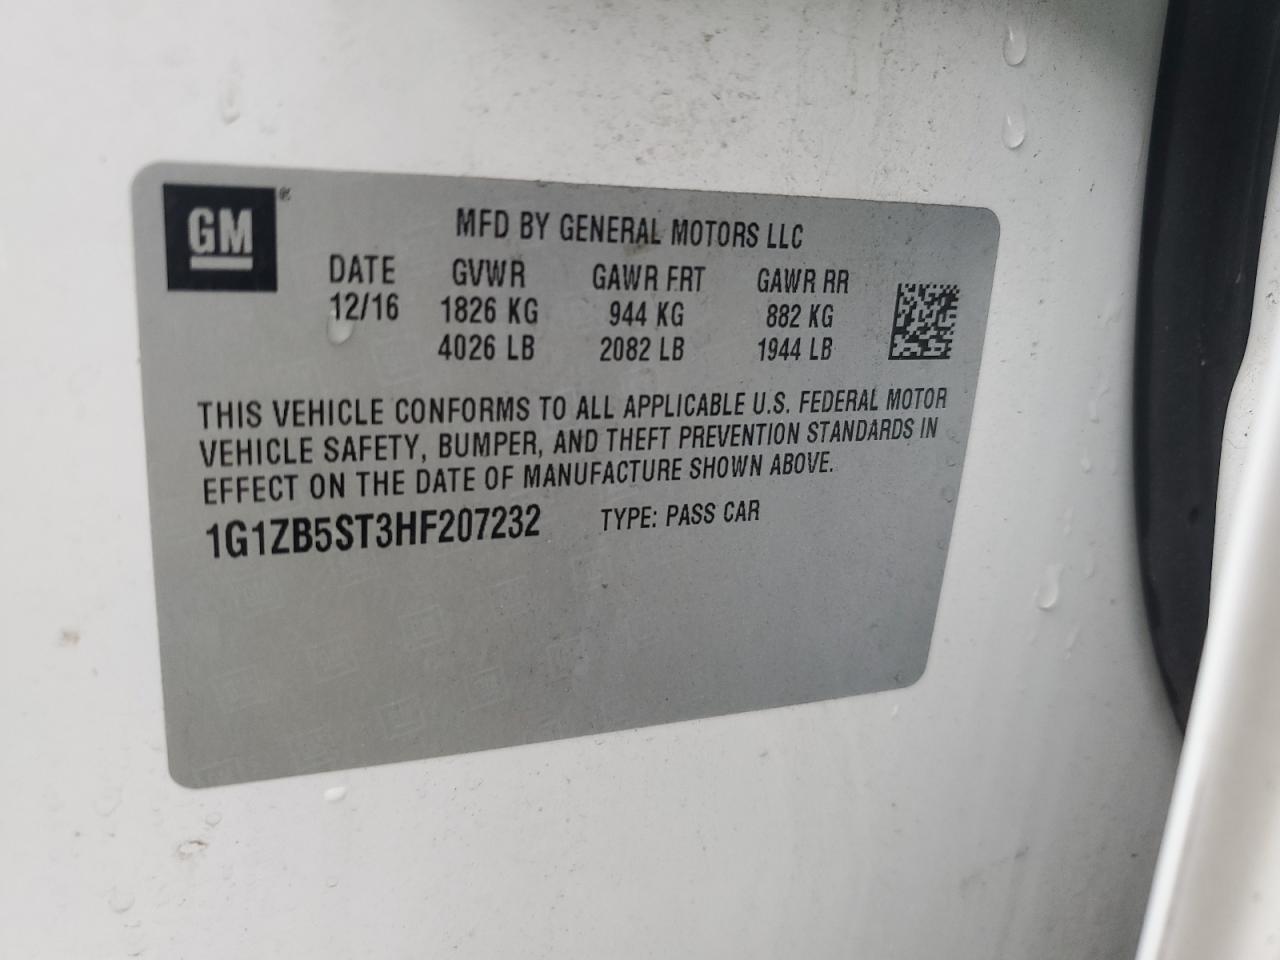 GM ®
MFD BY GENERAL MOTORS LLC
DATE GVWR GAWR FRT GAWR RR
12/16 1826 KG 944 KG 882 KG
4026 LB 2082 LB 1944 LB
THIS VEHICLE CONFORMS TO ALL APPLICABLE U.S. FEDERAL MOTOR
VEHICLE SAFETY, BUMPER, AND THEFT PREVENTION STANDARDS IN
EFFECT ON THE DATE OF MANUFACTURE SHOWN ABOVE.
1G1ZB5ST3HF207232 TYPE: PASS CAR